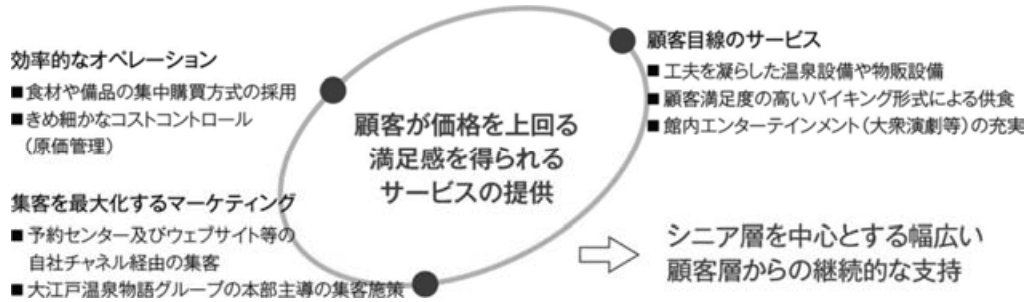 効率的なオペレーション
■食材や備品の集中購買方式の採用
■きめ細かなコストコントロール
（原価管理）
集客を最大化するマーケティング
■予約センター及びウェブサイト等の
自社チャネル経由の集客
■大江戸温泉物語グループの本部主導の集客施策
顧客が価格を上回る
満足感を得られる
サービスの提供
顧客目線のサービス
■工夫を凝らした温泉設備や物販設備
■顧客満足度の高いバイキング形式による供食
■館内エンターテインメント（大衆演劇等）の充実
シニア層を中心とする幅広い
顧客層からの継続的な支持